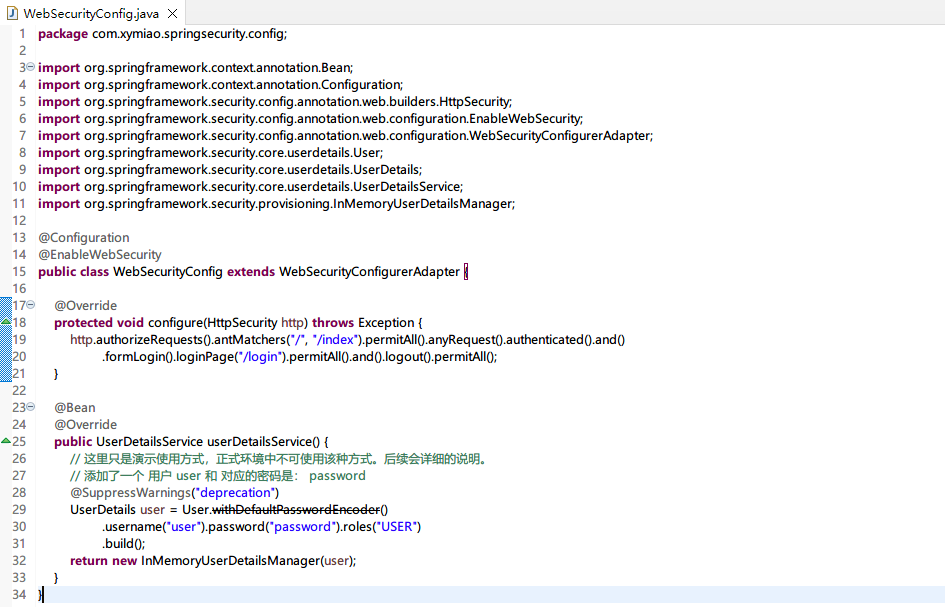 WebSecurityConfig.java
1 package com.xymiao.springsecurity.config;
2
3 import org.springframework.context.annotation.Bean;
4 import org.springframework.context.annotation.Configuration;
5 import org.springframework.security.config.annotation.web.builders.HttpSecurity;
6 import org.springframework.security.config.annotation.web.configuration.EnableWebSecurity;
7 import org.springframework.security.config.annotation.web.configuration.WebSecurityConfigurerAdapter;
8 import org.springframework.security.core.userdetails.User;
9 import org.springframework.security.core.userdetails.UserDetails;
10 import org.springframework.security.core.userdetails.UserDetailsService;
11 import org.springframework.security.provisioning.InMemoryUserDetailsManager;
12
13 @Configuration
14 @EnableWebSecurity
15 public class WebSecurityConfig extends WebSecurityConfigurerAdapter {
16
17 @Override
18 protected void configure(HttpSecurity http) throws Exception {
19 http.authorizeRequests().antMatchers("/", "/index").permitAll().anyRequest().authenticated().and()
20 .formLogin().loginPage("/login").permitAll().and().logout().permitAll();
21 }
22
23 @Bean
24 @Override
25 public UserDetailsService userDetailsService() {
26 // 这里只是演示使用方式，正式环境中不可使用该种方式。后续会详细的说明。
27 // 添加了一个 用户 user 和 对应的密码是： password
28 @SuppressWarnings("deprecation")
29 UserDetails user = User.withDefaultPasswordEncoder()
30 .username("user").password("password").roles("USER")
31 .build();
32 return new InMemoryUserDetailsManager(user);
33 }
34 }